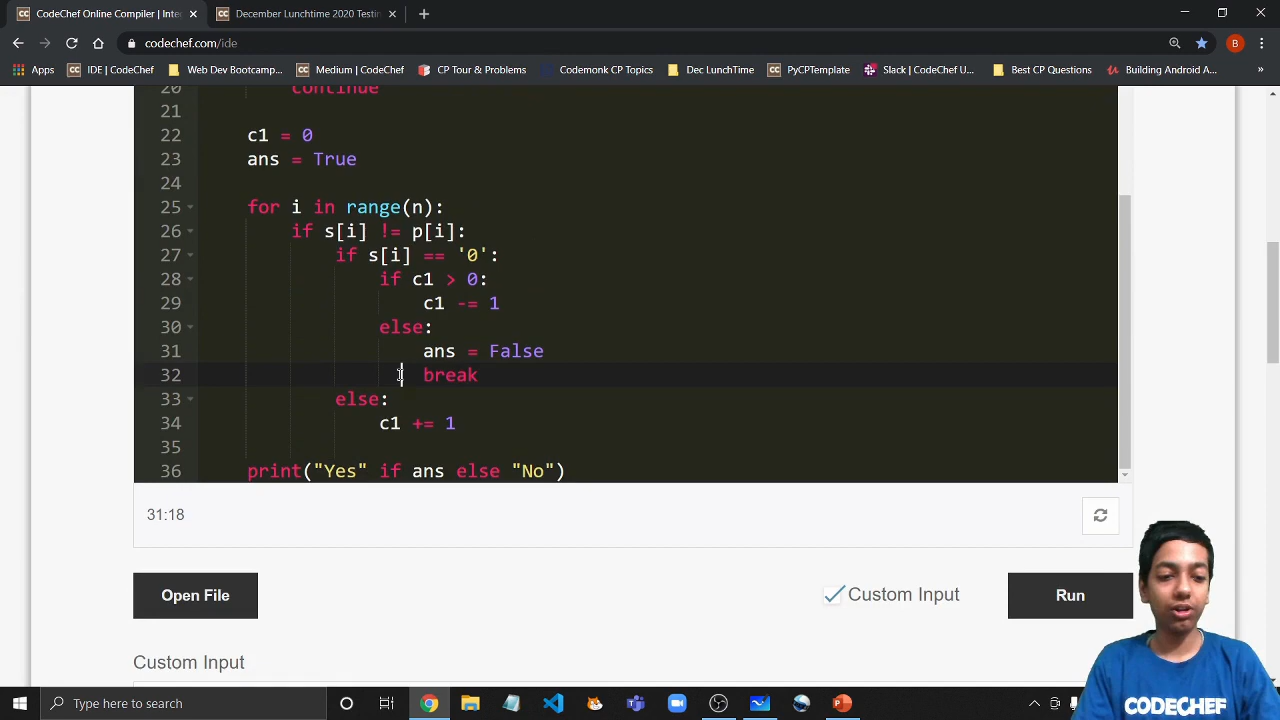 CodeChef Online Compiler | Inte
December Lunchtime 2020 Testin
codechef.com/ide
B
Apps
IDE | CodeChef
Web Dev Bootcamp...
Medium | CodeChef
CP Tour & Problems
Codemonk CP Topics
Dec LunchTime
PyCPTemplate
Slack | CodeChef U...
Best CP Questions
Building Android A...
20 continue
21
22 c1 = 0
23 ans = True
24
25 for i in range(n):
26 if s[i] != p[i]:
27 if s[i] == '0':
28 if c1 > 0:
29 c1 -= 1
30 else:
31 ans = False
32 break
33 else:
34 c1 += 1
35
36 print("Yes" if ans else "No")
31:18
Open File
Custom Input
Run
Custom Input
Type here to search
CODECHEF